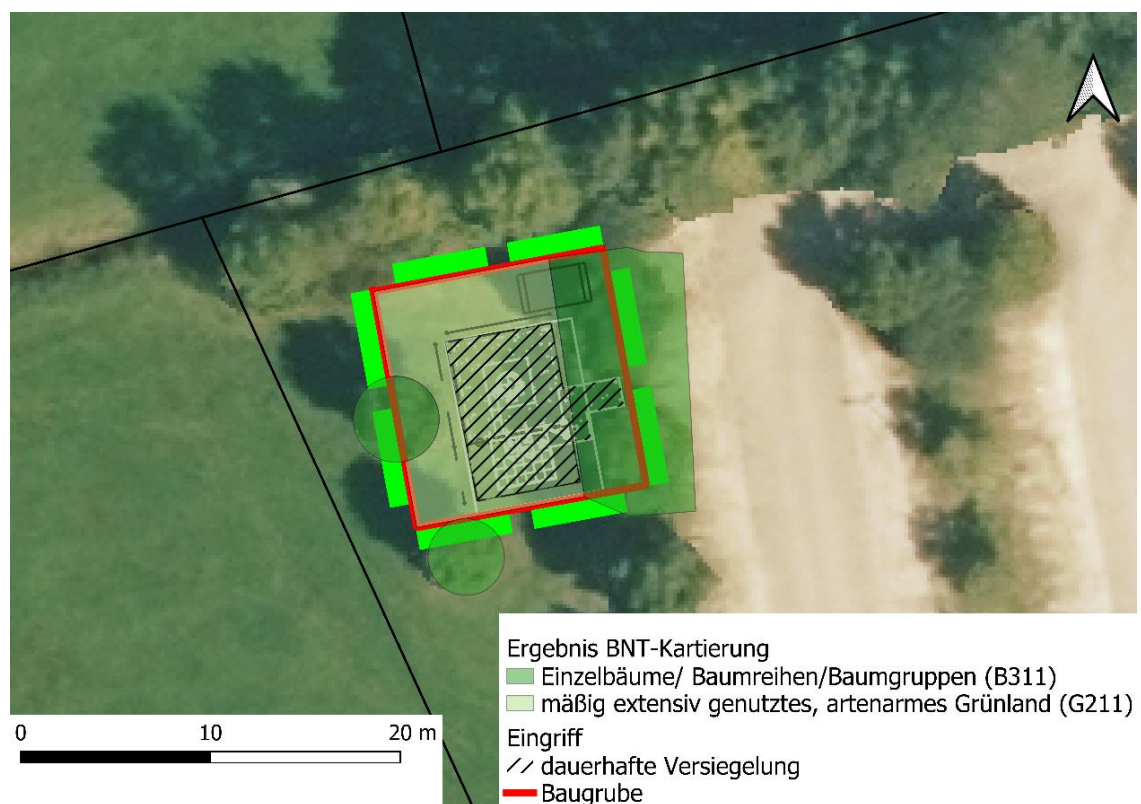 Ergebnis BNT-Kartierung
Einzelbäume/ Baumreihen/Baumgruppen (B311)
mäßig extensiv genutztes, artenarmes Grünland (G211)
Eingriff
dauerhafte Versiegelung
Baugrube
0 10 20 m